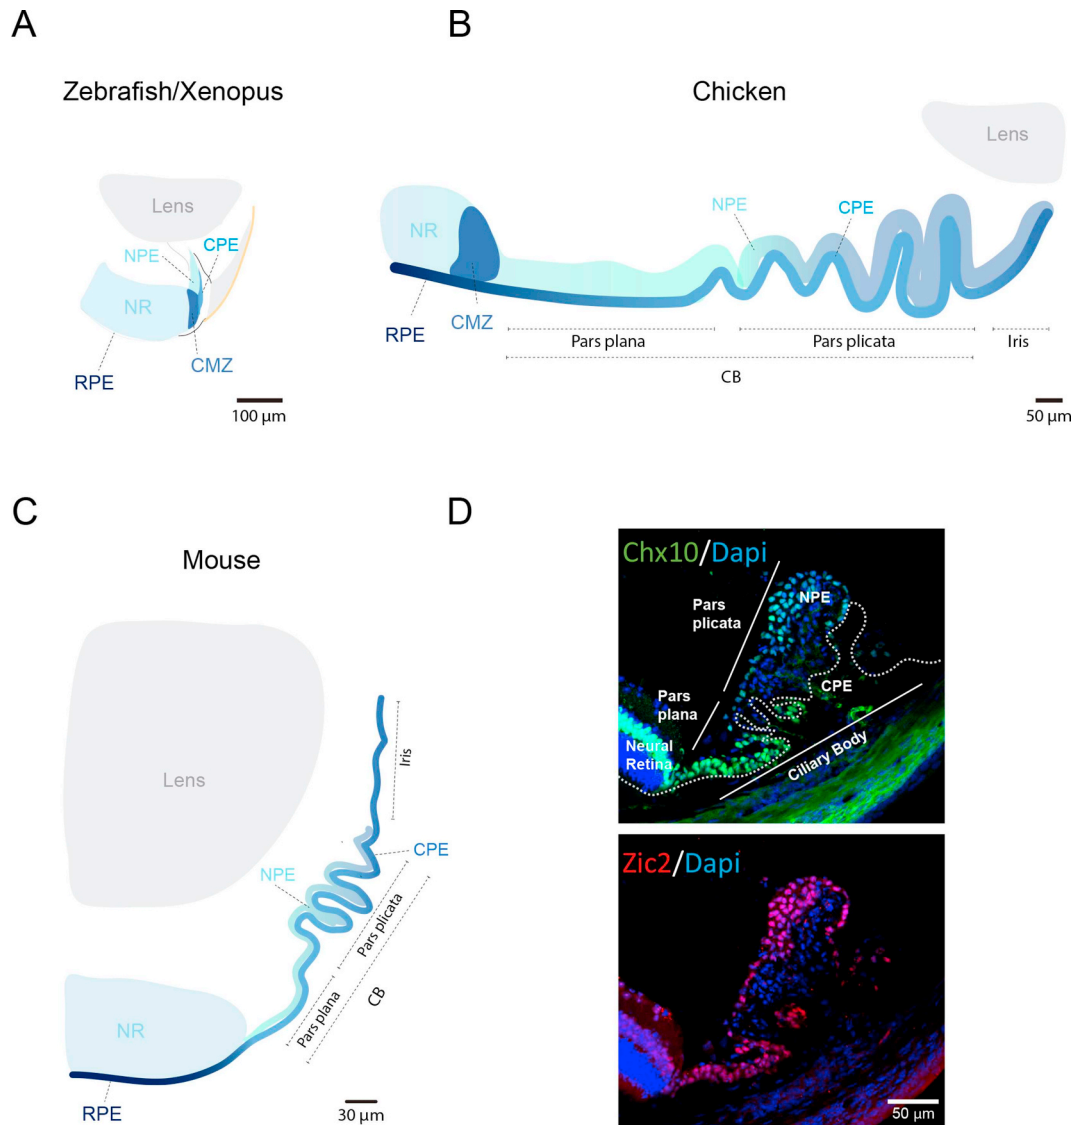 A
B
Zebrafish/Xenopus
Chicken
Lens
Lens
NPE
CPE
NR
CMZ
RPE
100 µm
NPE
CPE
NR
CMZ
RPE
Pars plana
Pars plicata
Iris
CB
50 µm
C
D
Mouse
Lens
Iris
CPE
NPE
Pars plicata
CB
Pars plana
NR
RPE
30 µm
Chx10/Dapi
NPE
Pars
plicata
CPE
Pars
plana
Neural
Retina
Ciliary Body
Zic2/Dapi
50 µm